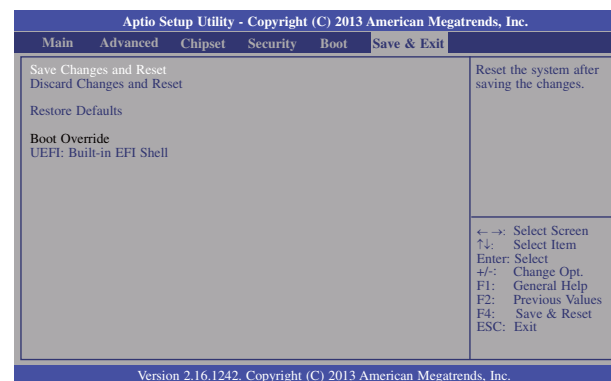 Aptio Setup Utility - Copyright (C) 2013 American Megatrends, Inc.
Main Advanced Chipset Security Boot Save & Exit
Save Changes and Reset
Discard Changes and Reset
Restore Defaults
Boot Override
UEFI: Built-in EFI Shell
Reset the system after
saving the changes.
←→: Select Screen
↑↓: Select Item
Enter: Select
+/-: Change Opt.
F1: General Help
F2: Previous Values
F4: Save & Reset
ESC: Exit
Version 2.16.1242. Copyright (C) 2013 American Megatrends, Inc.